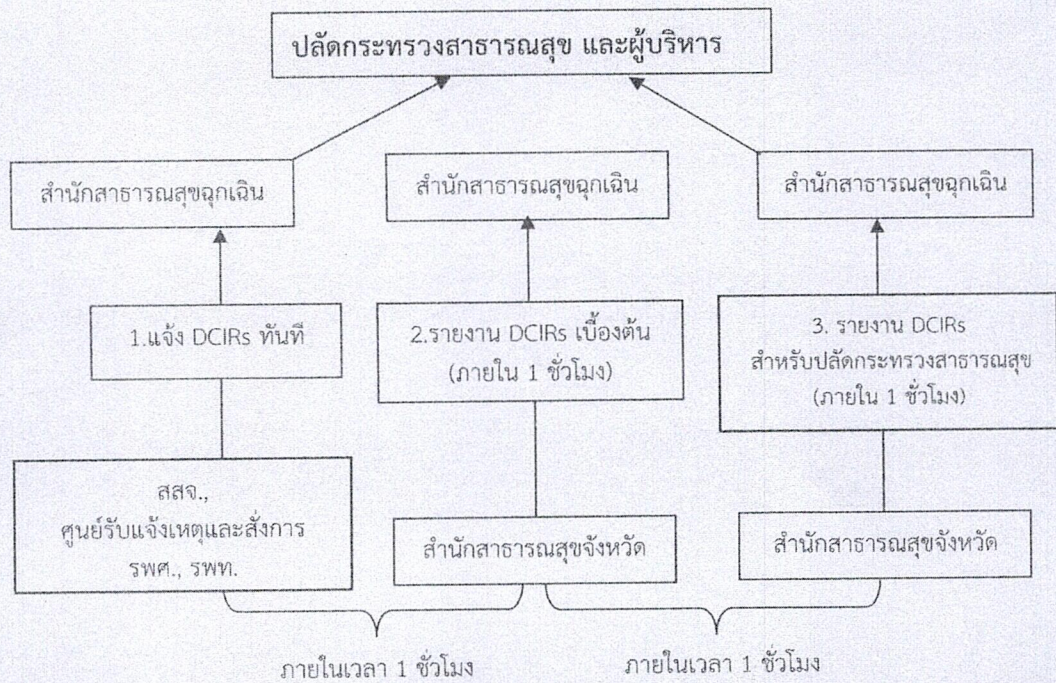 ปลัดกระทรวงสาธารณสุข และผู้บริหาร
สำนักสาธารณสุขฉุกเฉิน
สำนักสาธารณสุขฉุกเฉิน
สำนักสาธารณสุขฉุกเฉิน
1.แจ้ง DCIRs ทันที
2.รายงาน DCIRs เบื้องต้น
(ภายใน 1 ชั่วโมง)
3. รายงาน DCIRs
สำหรับปลัดกระทรวงสาธารณสุข
(ภายใน 1 ชั่วโมง)
สสจ.,
ศูนย์รับแจ้งเหตุและสั่งการ
รพศ., รพท.
สำนักสาธารณสุขจังหวัด
สำนักสาธารณสุขจังหวัด
ภายในเวลา 1 ชั่วโมง
ภายในเวลา 1 ชั่วโมง